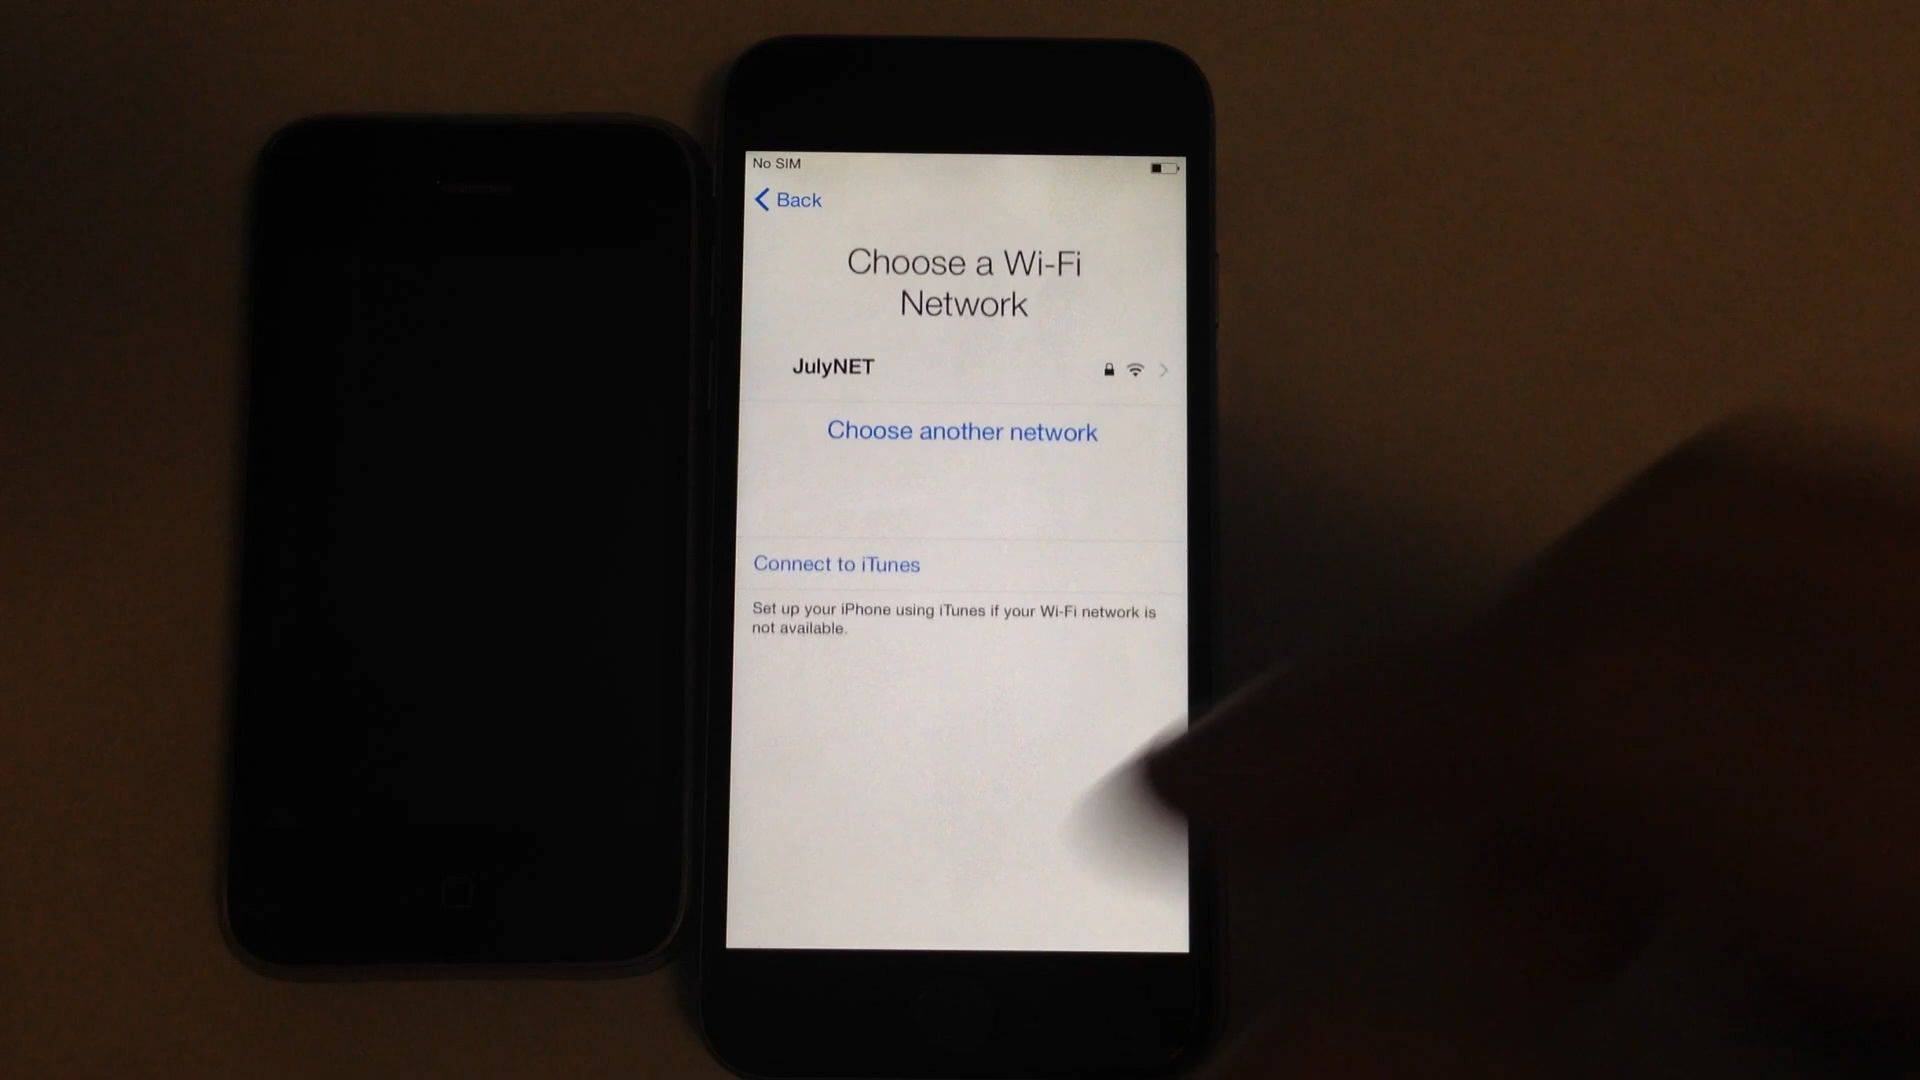 No SIM
Back
Choose a Wi-Fi
Network
JulyNET
Choose another network
Connect to iTunes
Set up your iPhone using iTunes if your Wi-Fi network is
not available.